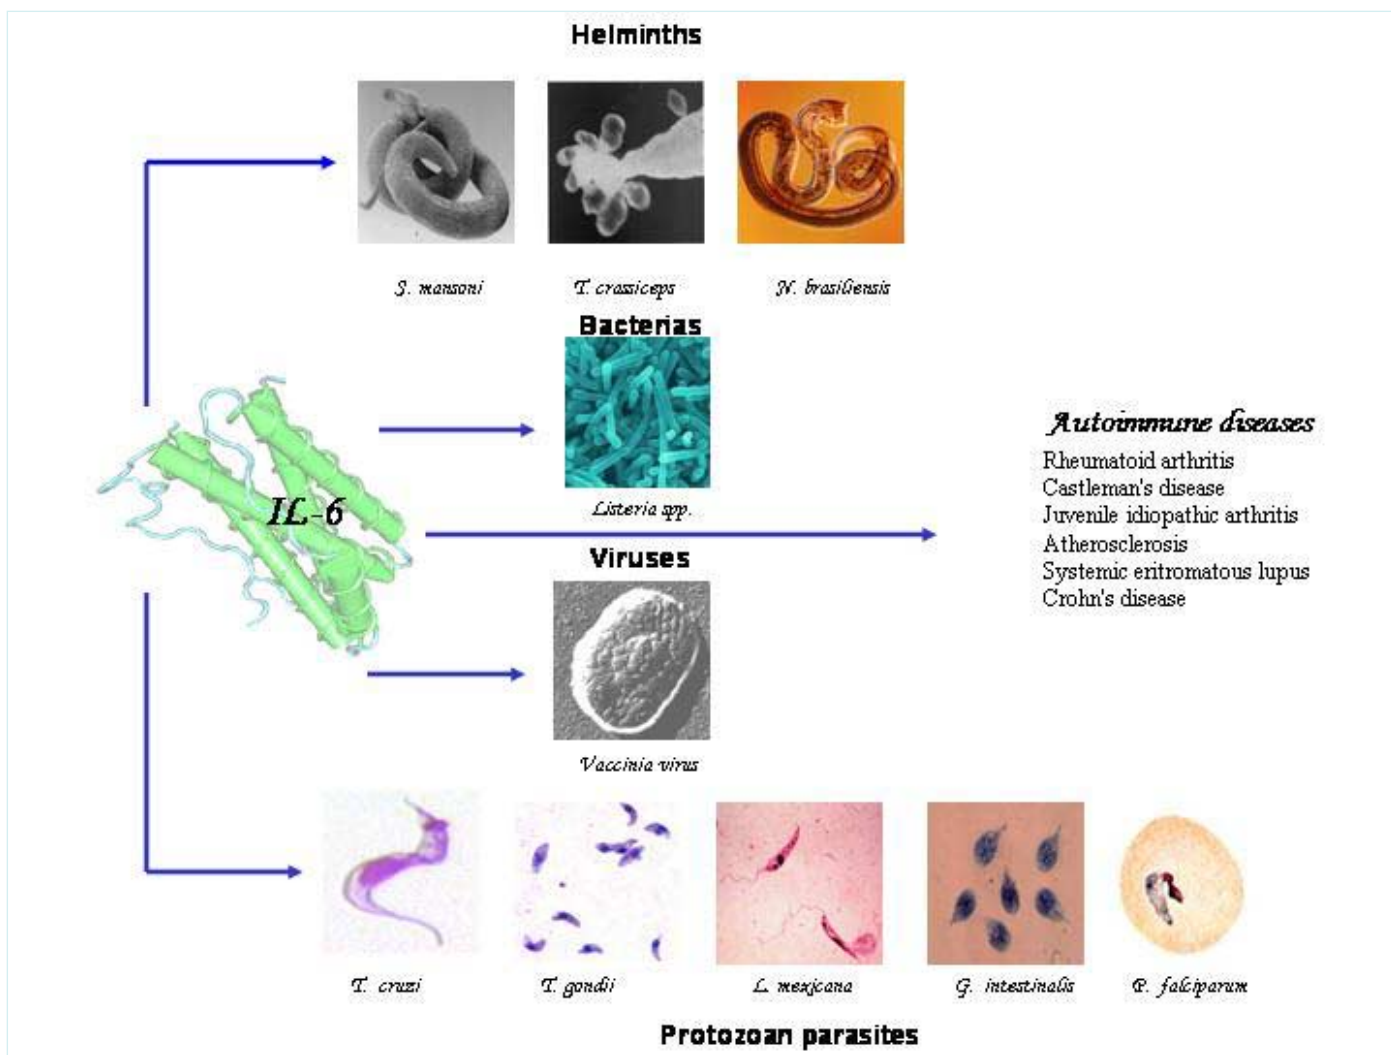 Helminths
S. mansoni
T. crassiceps
N. brasiliensis
Bacterias
Listeria spp.
IL-6
Viruses
Vaccinia virus
Autoimmune diseases
Rheumatoid arthritis
Castleman's disease
Juvenile idiopathic arthritis
Atherosclerosis
Systemic eritromatous lupus
Crohn's disease
T. cruzi
T. gondii
L. mexicana
G. intestinalis
P. falciparum
Protozoan parasites